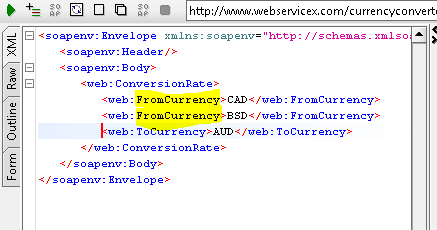 http://www.webservicex.com/currencyconverto
XML
Raw
Outline
Form
<soapenv:Envelope xmlns:soapenv="http://schemas.xmlsoa
<soapenv:Header/>
<soapenv:Body>
<web:ConversionRate>
<web:FromCurrency>CAD</web:FromCurrency>
<web:FromCurrency>BSD</web:FromCurrency>
<web:ToCurrency>AUD</web:ToCurrency>
</web:ConversionRate>
</soapenv:Body>
</soapenv:Envelope>